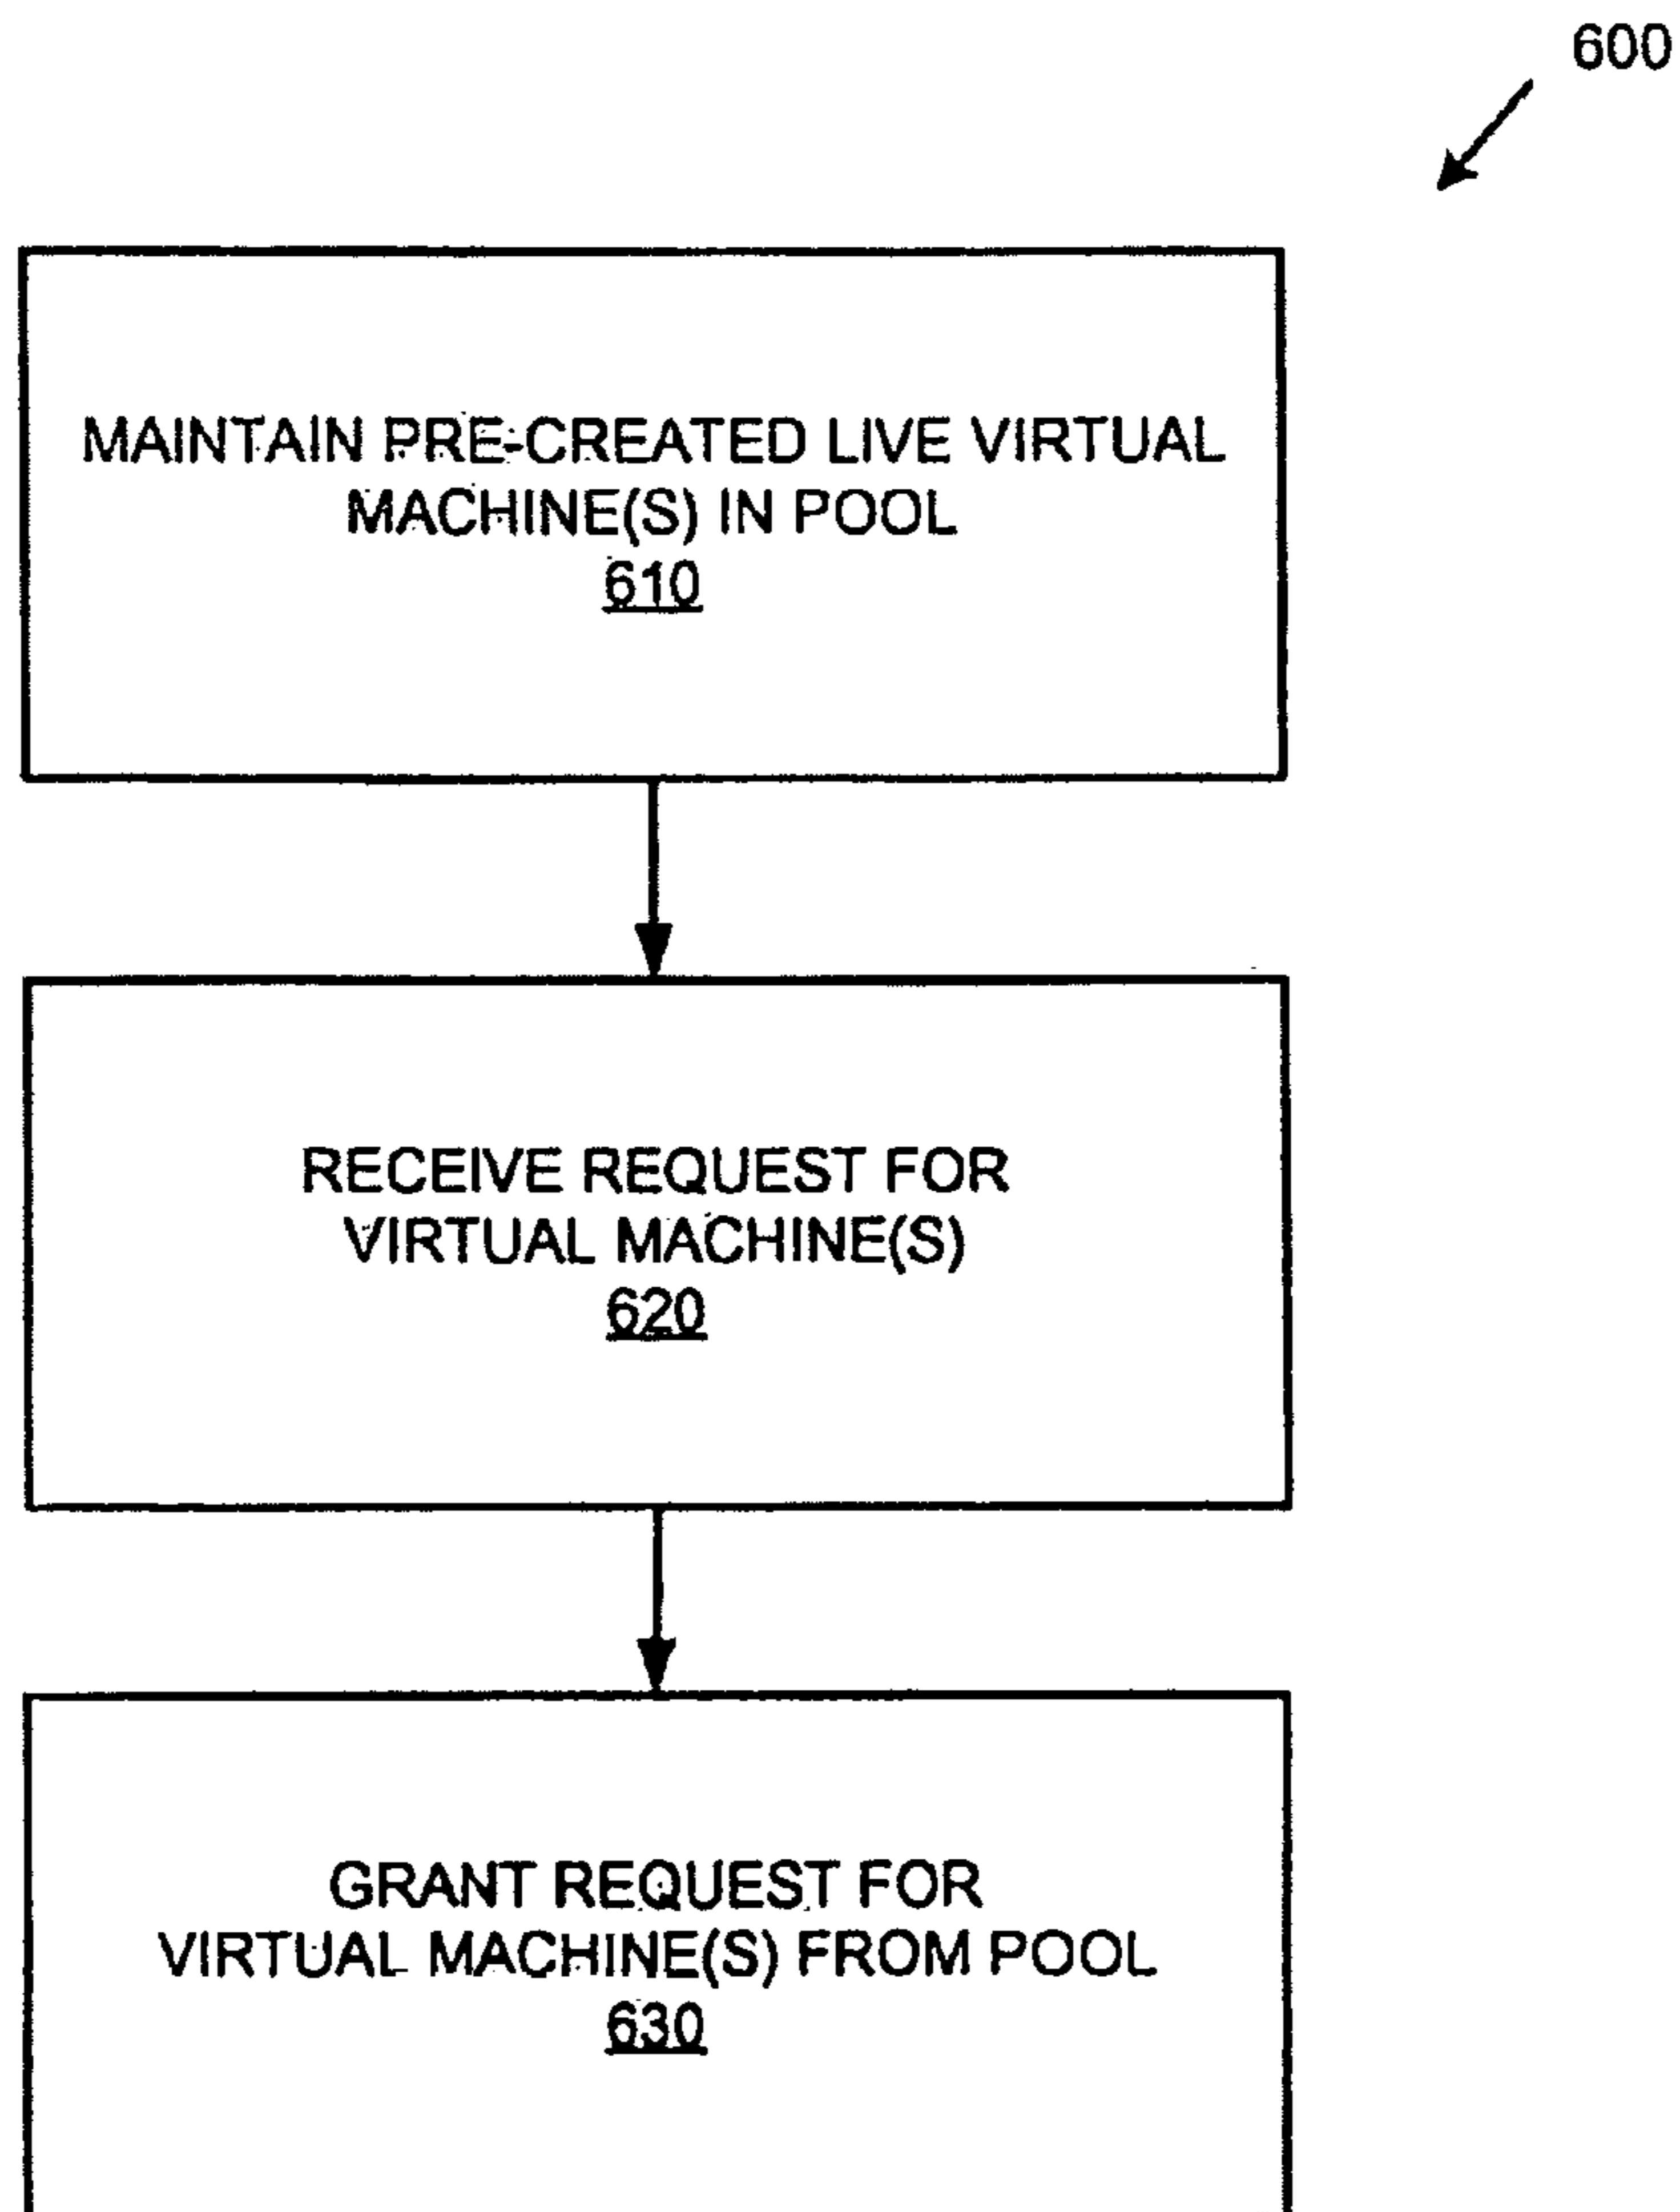 600
MAINTAIN PRE-CREATED LIVE VIRTUAL
MACHINE(S) IN POOL
610
RECEIVE REQUEST FOR
VIRTUAL MACHINE(S)
620
GRANT REQUEST FOR
VIRTUAL MACHINE(S) FROM POOL
630